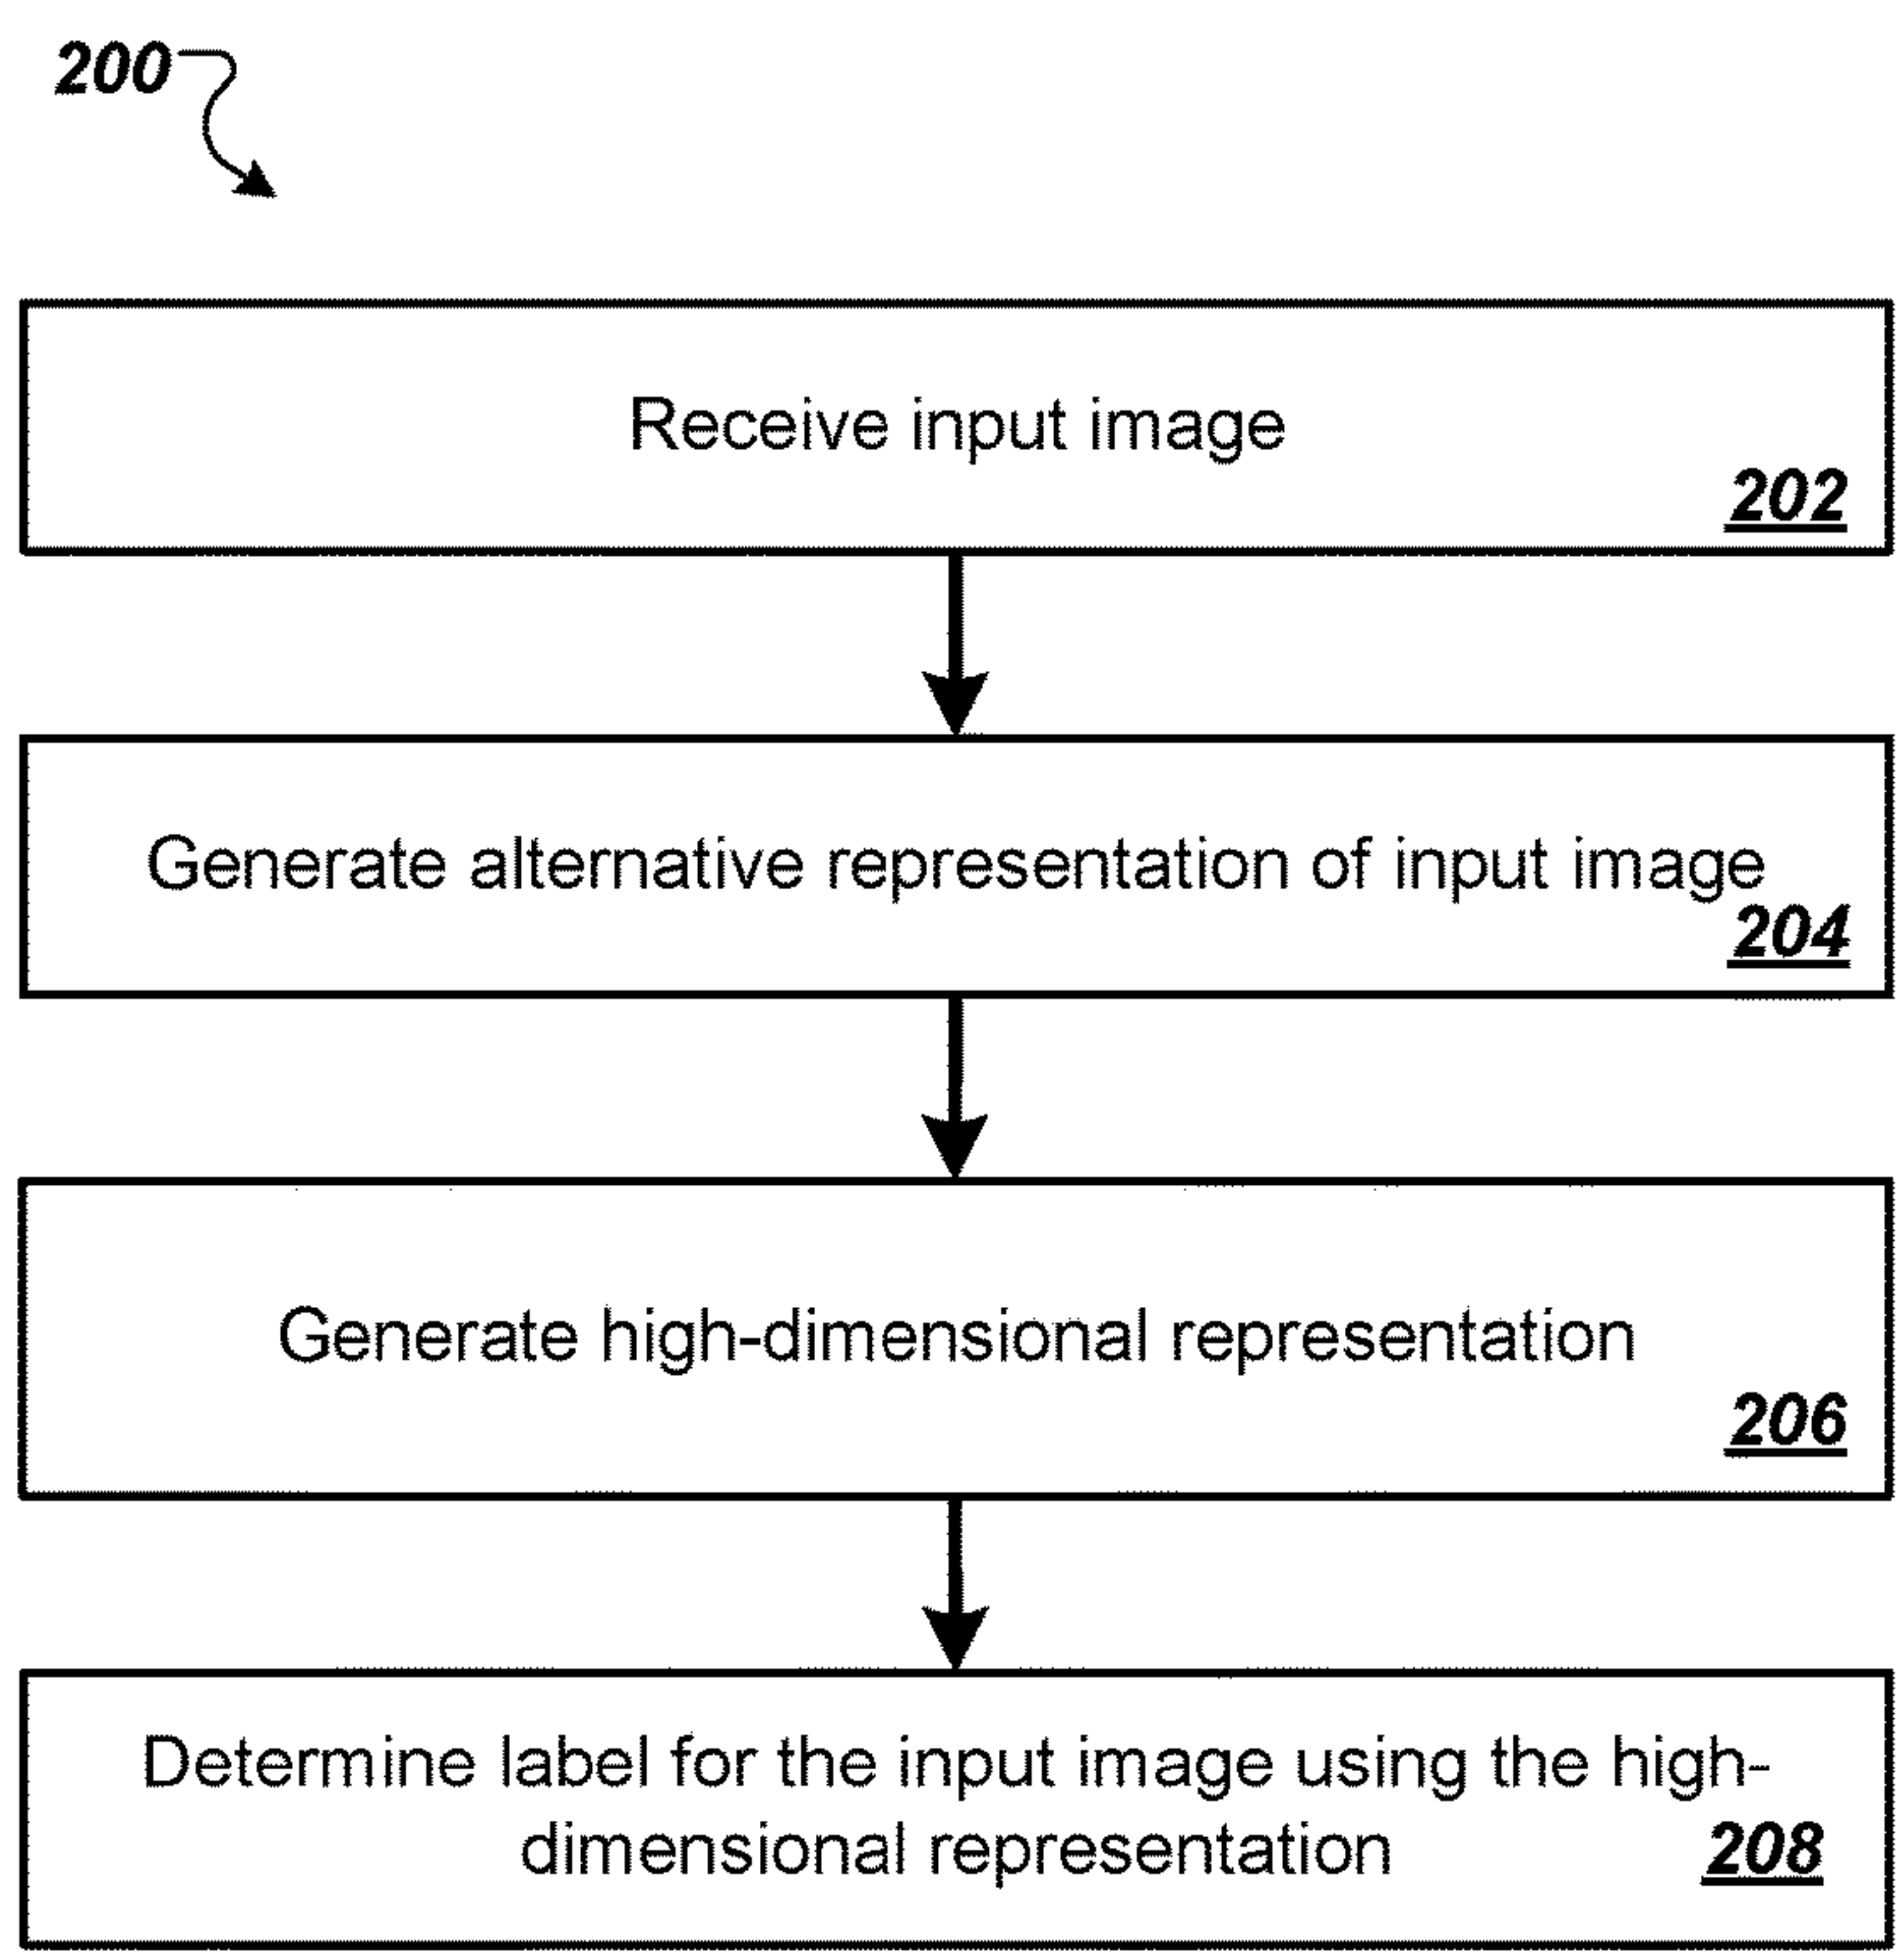 200
Receive input image
202
Generate alternative representation of input image
204
Generate high-dimensional representation
206
Determine label for the input image using the high-
dimensional representation
208